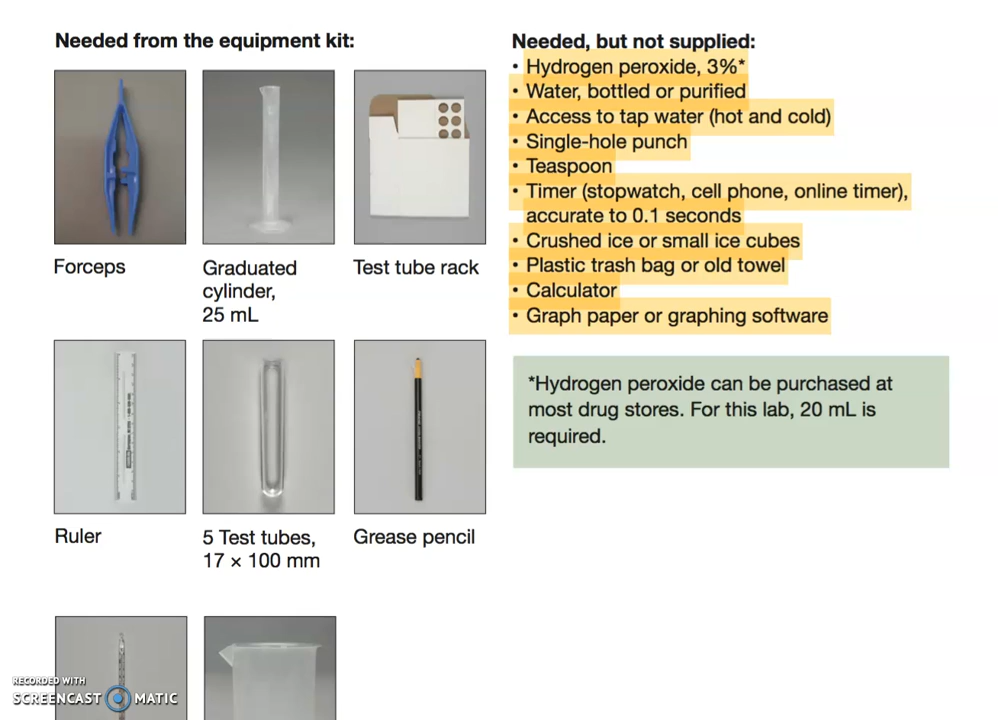 Needed from the equipment kit:
Forceps
Graduated
cylinder,
25 mL
Test tube rack
Ruler
5 Test tubes,
17 × 100 mm
Grease pencil
Needed, but not supplied:
• Hydrogen peroxide, 3%*
• Water, bottled or purified
• Access to tap water (hot and cold)
• Single-hole punch
• Teaspoon
• Timer (stopwatch, cell phone, online timer),
accurate to 0.1 seconds
• Crushed ice or small ice cubes
• Plastic trash bag or old towel
• Calculator
• Graph paper or graphing software
*Hydrogen peroxide can be purchased at
most drug stores. For this lab, 20 mL is
required.
RECORDED WITH
SCREENCAST MATIC